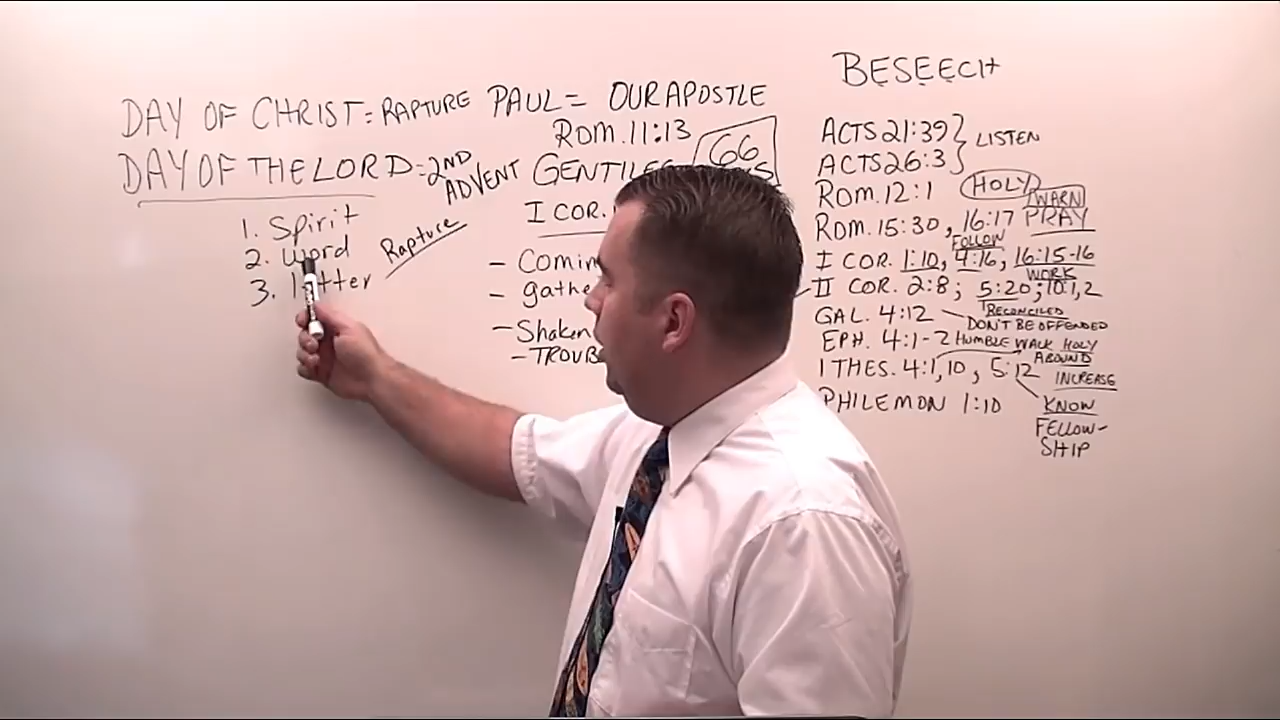 DAY OF CHRIST = RAPTURE
DAY OF THE LORD = 2ND ADVENT
1. Spirit
2. Word
3. letter
Rapture
PAUL = OUR APOSTLE
ROM. 11:13
GENTILES
66
I COR.
- Coming
- gathe
- Shaken
- TROUB
BESEECH
ACTS 21:39 } LISTEN
ACTS 26:3
ROM. 12:1 HOLY
WARN
ROM. 15:30, 16:17 PRAY
FOLLOW
I COR. 1:10, 4:16, 16:15-16
WORK
II COR. 2:8; 5:20; 10:1,2
RECONCILED
GAL. 4:12 DON'T BE OFFENDED
EPH. 4:1-2 HUMBLE WALK HOLY
I THES. 4:1,10, 5:12
INCREASE
PHILEMON 1:10 KNOW
FELLOW-
SHIP